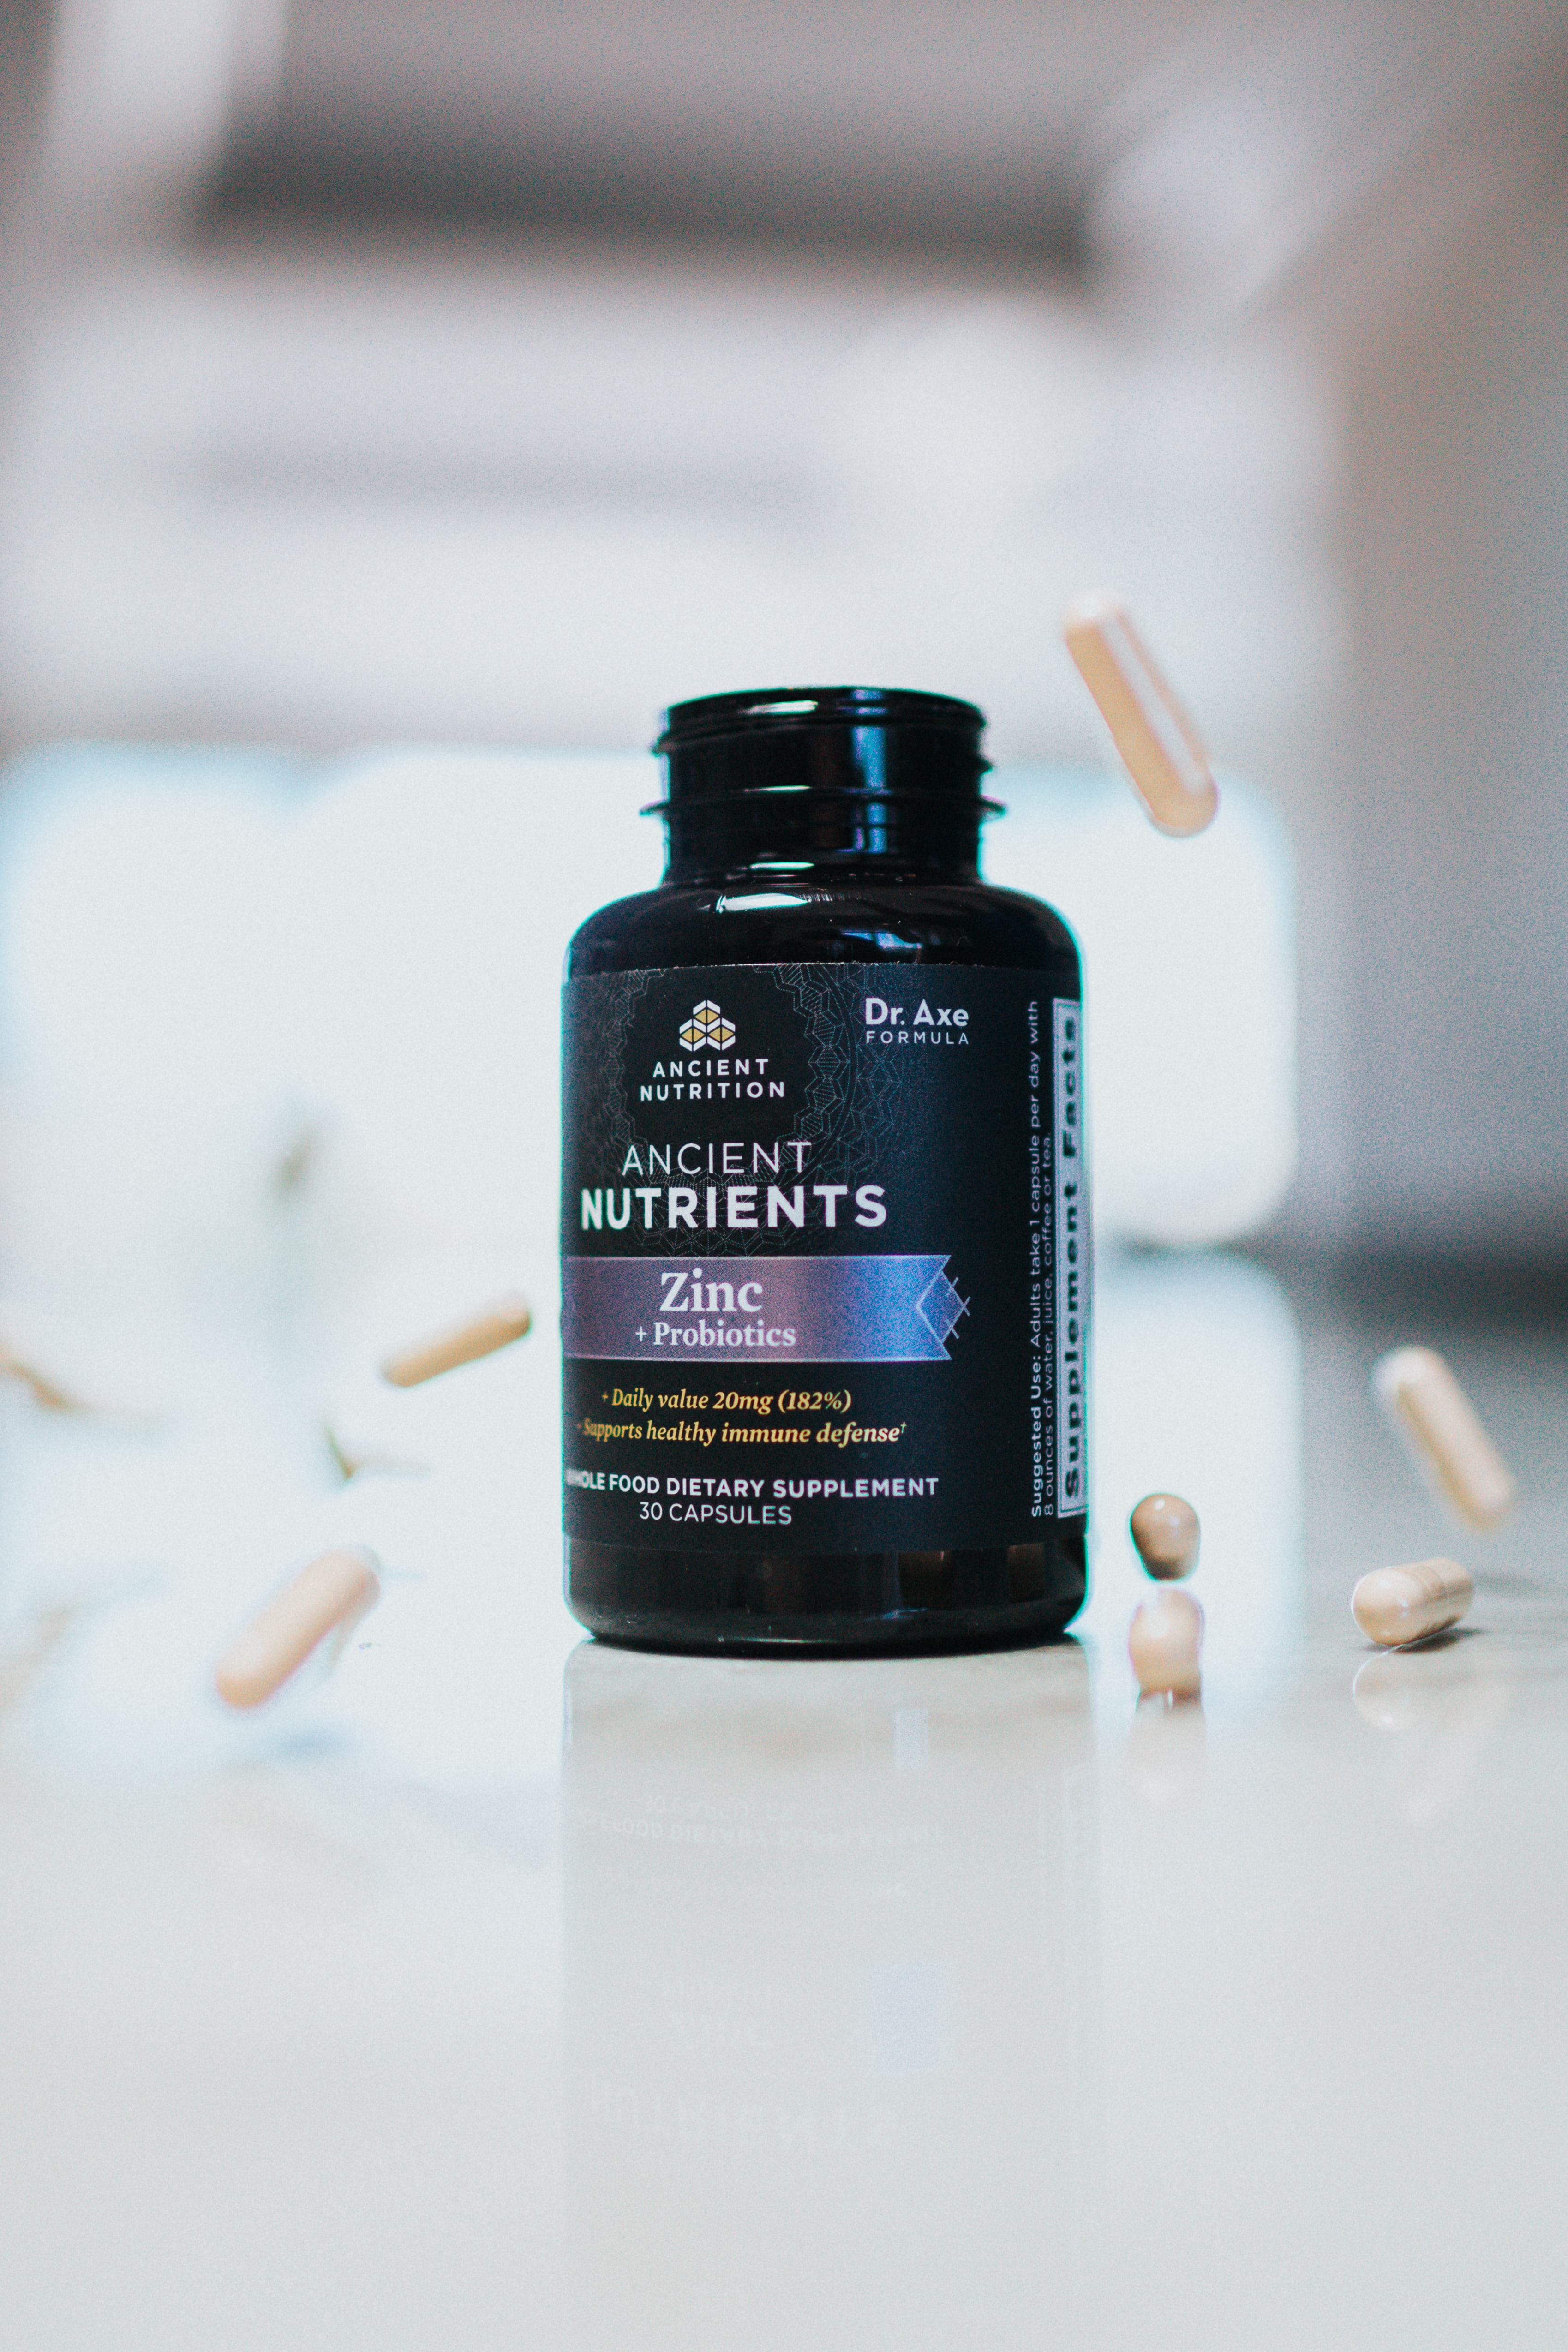 Dr. Axe
FORMULA
ANCIENT
NUTRITION
ANCIENT
NUTRIENTS
Zinc
+ Probiotics
+ Daily value 20mg (182%)
+ Supports healthy immune defense†
WHOLE FOOD DIETARY SUPPLEMENT
30 CAPSULES
Suggested Use: Adults take 1 capsule per day with
8 ounces of water, juice, coffee or tea.
Supplement Facts